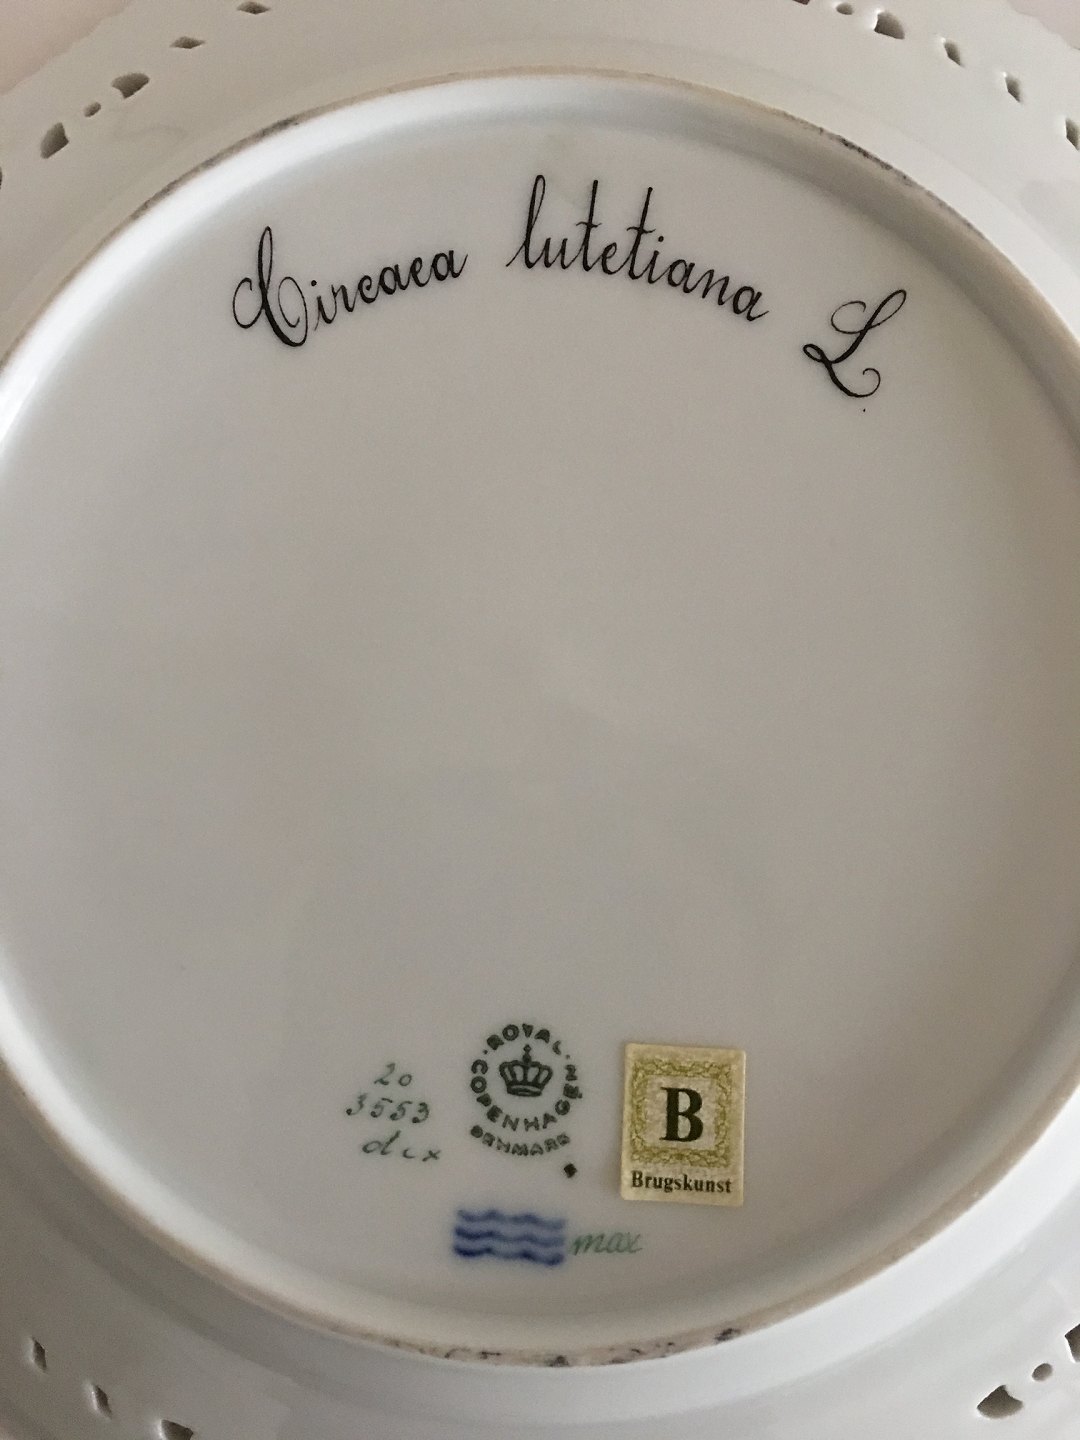 Circaea lutetiana L.
20
3553
ROYAL COPENHAGEN
DENMARK
B
Brugskunst